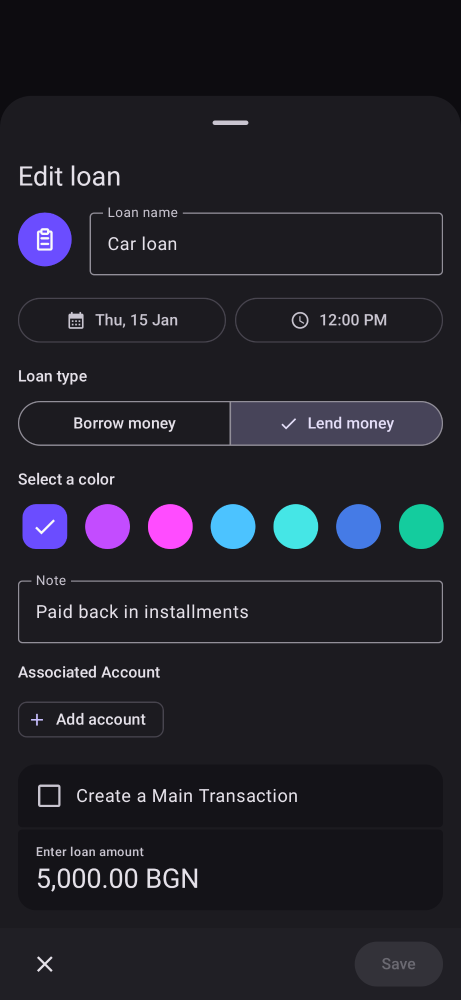 Edit loan
Loan name
Car loan
Thu, 15 Jan
12:00 PM
Loan type
Borrow money
Lend money
Select a color
Note
Paid back in installments
Associated Account
Add account
Create a Main Transaction
Enter loan amount
5,000.00 BGN
Save